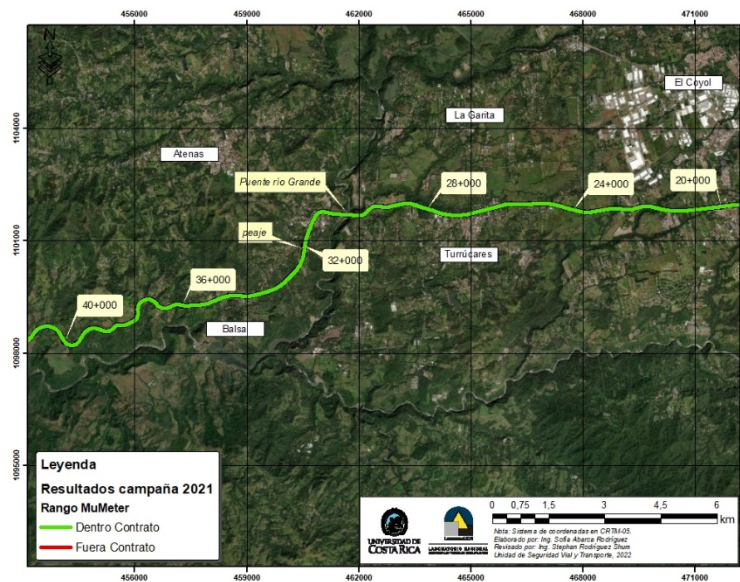 456000
459000
462000
465000
468000
471000
N
El Coyol
La Garita
1104000
Atenas
Puente rio Grande
28+000
24+000
20+000
1101000
peaje
32+000
Turrúcares
36+000
40+000
Balsa
1098000
1095000
Leyenda
Resultados campaña 2021
Rango MuMeter
Dentro Contrato
Fuera Contrato
0 0,75 1,5 3 4,5 6
km
UNIVERSIDAD DE
COSTA RICA
LABORATORIO NACIONAL
Nota: Sistema de coordenadas en CRTM-05.
Elaborado por: Ing. Sofía Abarca Rodríguez
Revisado por: Ing. Stephan Rodríguez Shum
Unidad de Seguridad Vial y Transporte, 2022